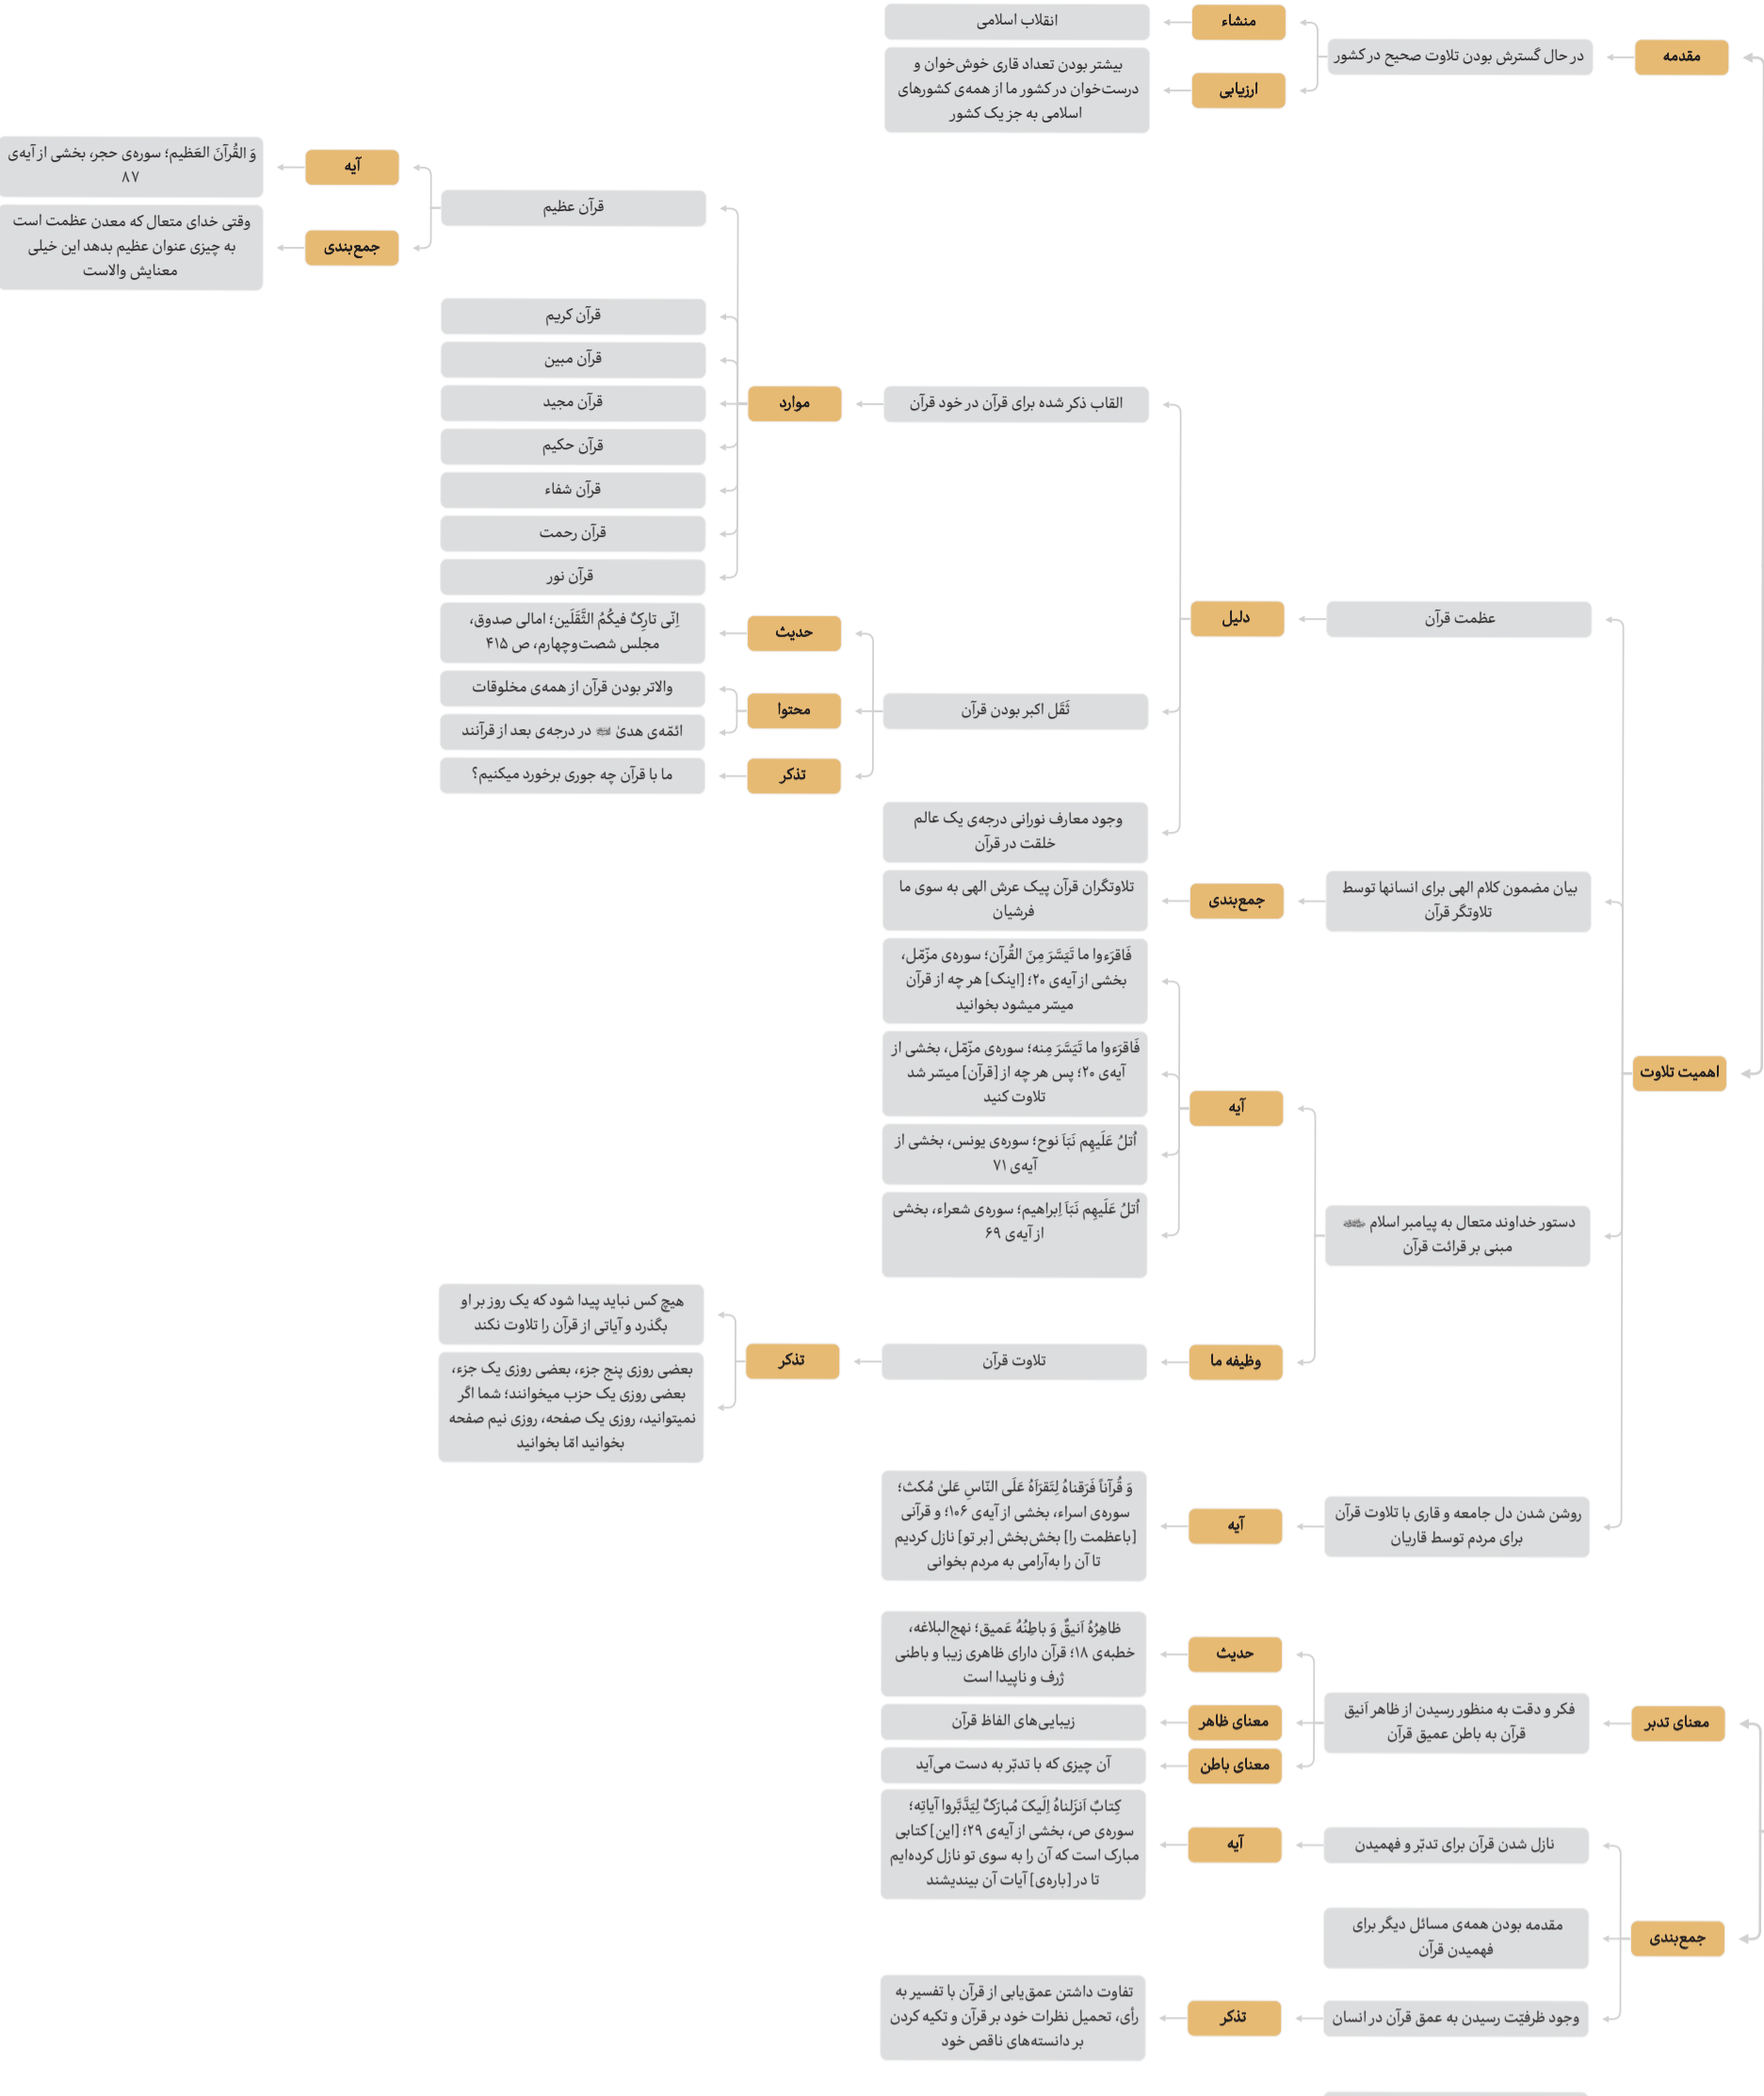 مقدمه
در حال گسترش بودن تلاوت صحیح در کشور
منشاء
انقلاب اسلامی
ارزیابی
بیشتر بودن تعداد قاری خوش‌خوان و
درست‌خوان در کشور ما از همه‌ی کشورهای
اسلامی به جز یک کشور
اهمیت تلاوت
عظمت قرآن
دلیل
القاب ذکر شده برای قرآن در خود قرآن
موارد
قرآن عظیم
آیه
وَ القُرآنَ العَظیم؛ سوره‌ی حجر، بخشی از آیه‌ی
۸۷
جمع‌بندی
وقتی خدای متعال که معدن عظمت است
به چیزی عنوان عظیم بدهد این خیلی
معنایش والاست
قرآن کریم
قرآن مبین
قرآن مجید
قرآن حکیم
قرآن شفاء
قرآن رحمت
قرآن نور
ثَقَل اکبر بودن قرآن
حدیث
اِنّی تارِکٌ فیکُمُ الثَّقَلَین؛ امالی صدوق،
مجلس شصت‌وچهارم، ص ۴۱۵
محتوا
والاتر بودن قرآن از همه‌ی مخلوقات
ائمّه‌ی هدیٰ در درجه‌ی بعد از قرآنند
تذکر
ما با قرآن چه جوری برخورد میکنیم؟
وجود معارف نورانی درجه‌ی یک عالم
خلقت در قرآن
بیان مضمون کلام الهی برای انسانها توسط
تلاوتگر قرآن
جمع‌بندی
تلاوتگران قرآن پیک عرش الهی به سوی ما
فرشیان
دستور خداوند متعال به پیامبر اسلام
مبنی بر قرائت قرآن
آیه
فَاقرَءوا ما تَیَسَّرَ مِنَ القُرآن؛ سوره‌ی مزّمّل،
بخشی از آیه‌ی ۲۰؛ [اینک] هر چه از قرآن
میسّر میشود بخوانید
فَاقرَءوا ما تَیَسَّرَ مِنه؛ سوره‌ی مزّمّل، بخشی از
آیه‌ی ۲۰؛ پس هر چه از [قرآن] میسّر شد
تلاوت کنید
اُتلُ عَلَیهِم نَبَاَ نوح؛ سوره‌ی یونس، بخشی از
آیه‌ی ۷۱
اُتلُ عَلَیهِم نَبَاَ اِبراهیم؛ سوره‌ی شعراء، بخشی
از آیه‌ی ۶۹
وظیفه ما
تلاوت قرآن
تذکر
هیچ کس نباید پیدا شود که یک روز بر او
بگذرد و آیاتی از قرآن را تلاوت نکند
بعضی روزی پنج جزء، بعضی روزی یک جزء،
بعضی روزی یک حزب میخوانند؛ شما اگر
نمیتوانید، روزی یک صفحه، روزی نیم صفحه
بخوانید امّا بخوانید
روشن شدن دل جامعه و قاری با تلاوت قرآن
برای مردم توسط قاریان
آیه
وَ قُرآناً فَرَقناهُ لِتَقرَاَهُ عَلَی النّاسِ عَلیٰ مُکث؛
سوره‌ی اسراء، بخشی از آیه‌ی ۱۰۶؛ و قرآنی
[باعظمت را] بخش‌بخش [بر تو] نازل کردیم
تا آن را به‌آرامی به مردم بخوانی
معنای تدبر
فکر و دقت به منظور رسیدن از ظاهر اَنیق
قرآن به باطن عمیق قرآن
حدیث
ظاهِرُهُ اَنیقٌ وَ باطِنُهُ عَمیق؛ نهج‌البلاغه،
خطبه‌ی ۱۸؛ قرآن دارای ظاهری زیبا و باطنی
ژرف و ناپیدا است
معنای ظاهر
زیبایی‌های الفاظ قرآن
معنای باطن
آن چیزی که با تدبّر به دست می‌آید
جمع‌بندی
نازل شدن قرآن برای تدبّر و فهمیدن
آیه
کِتابٌ اَنزَلناهُ اِلَیکَ مُبارَکٌ لِیَدَّبَّروا آیاتِه؛
سوره‌ی ص، بخشی از آیه‌ی ۲۹؛ [این] کتابی
مبارک است که آن را به سوی تو نازل کرده‌ایم
تا در [باره‌ی] آیات آن بیندیشند
مقدمه بودن همه‌ی مسائل دیگر برای
فهمیدن قرآن
وجود ظرفیّت رسیدن به عمق قرآن در انسان
تذکر
تفاوت داشتن عمق‌یابی از قرآن با تفسیر به
رأی، تحمیل نظرات خود بر قرآن و تکیه کردن
بر دانسته‌های ناقص خود